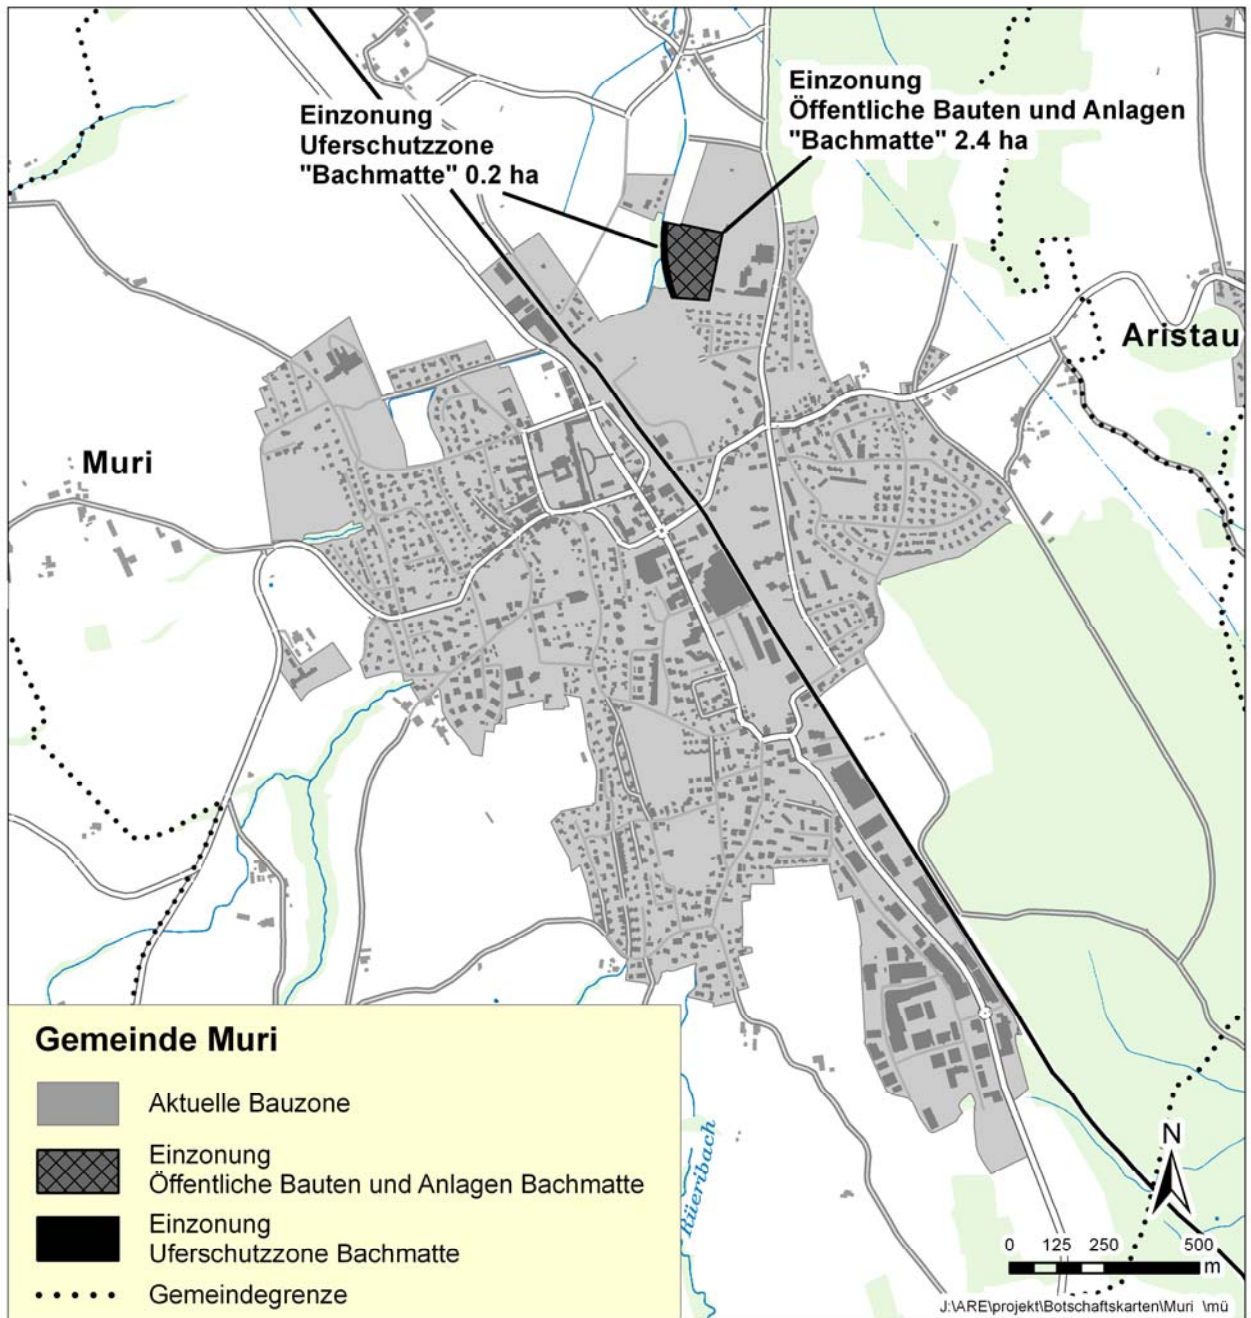 Einzonung
Öffentliche Bauten und Anlagen
"Bachmatte" 2.4 ha
Einzonung
Uferschutzzone
"Bachmatte" 0.2 ha
Aristau
Muri
Rüeribach
Gemeinde Muri
Aktuelle Bauzone
Einzonung
Öffentliche Bauten und Anlagen Bachmatte
Einzonung
Uferschutzzone Bachmatte
Gemeindegrenze
N
0 125 250 500
m
J:\ARE\projekt\Botschaftskarten\Muri \mü